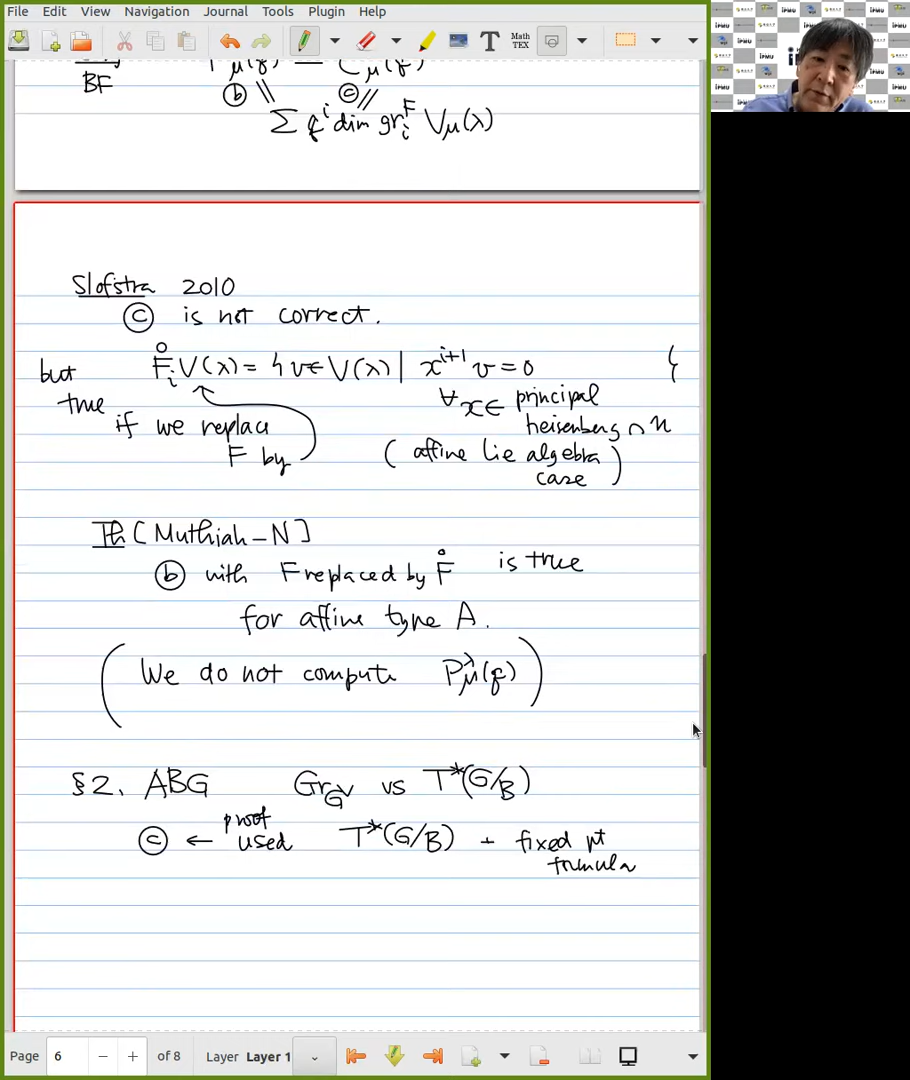 File Edit View Navigation Journal Tools Plugin Help
BF
(b) || (c) //
Σ q^i dim gr_i^F V_μ(λ)
Slofstra 2010
(c) is not correct.
but F̊_i V(λ) = { v ∈ V(λ) | x^{i+1} v = 0 }
true ∀x ∈ principal
if we replace heisenberg ∩ n
F by (affine Lie algebra
case)
Th [Muthiah-N]
(b) with F replaced by F̊ is true
for affine type A.
(We do not compute P^λ_μ(q))
§2. ABG Gr_{G^∨} vs T*(G/B)
(c) ← proof used T*(G/B) + fixed pt
formula
Page 6 of 8 Layer Layer 1